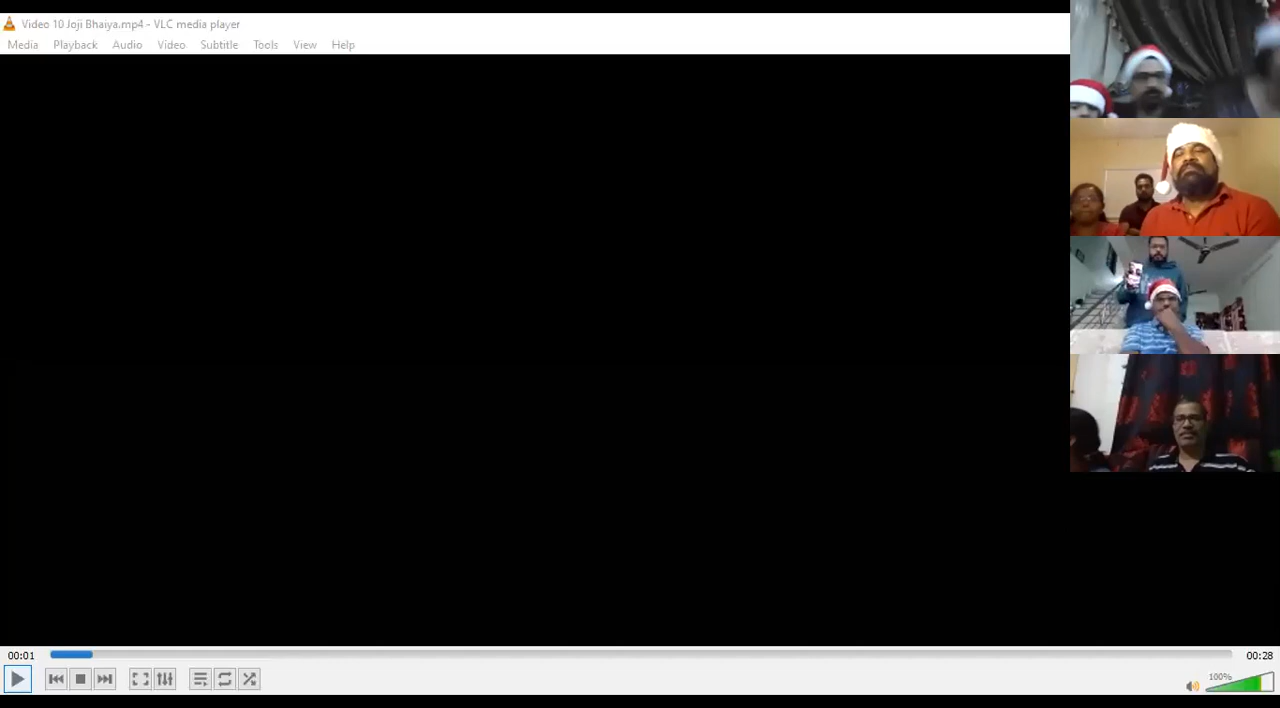 Video 10 Joji Bhaiya.mp4 - VLC media player
Media Playback Audio Video Subtitle Tools View Help
00:01
00:28
100%